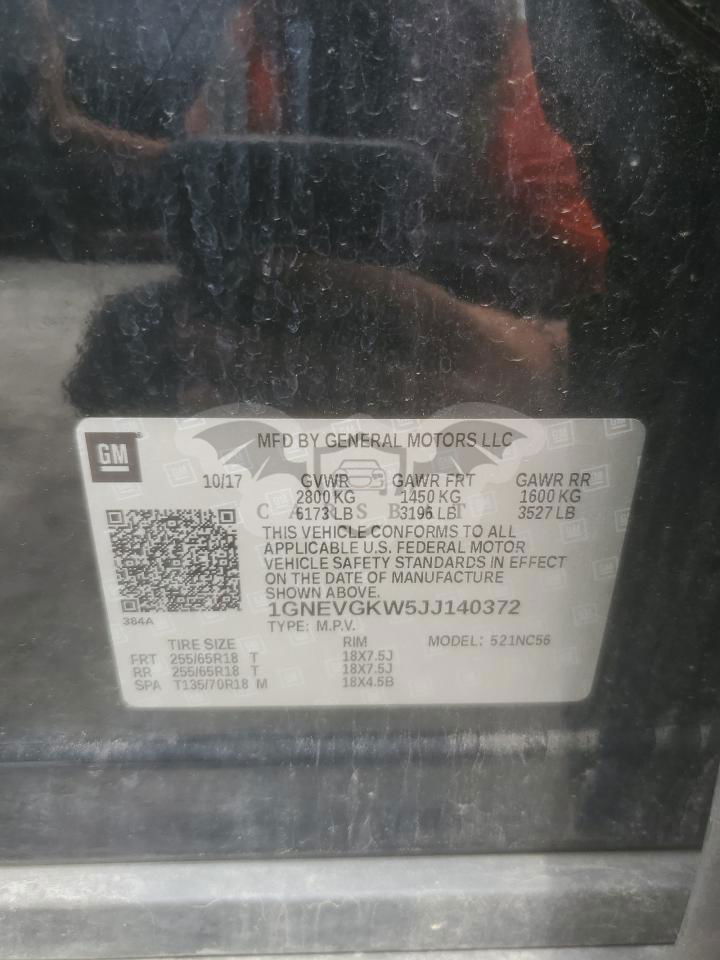 GM
MFD BY GENERAL MOTORS LLC
10/17 GVWR GAWR FRT GAWR RR
2800 KG 1450 KG 1600 KG
6173 LB 3196 LB 3527 LB
CARSBAT
THIS VEHICLE CONFORMS TO ALL
APPLICABLE U.S. FEDERAL MOTOR
VEHICLE SAFETY STANDARDS IN EFFECT
ON THE DATE OF MANUFACTURE
SHOWN ABOVE.
1GNEVGKW5JJ140372
TYPE: M.P.V.
384A
TIRE SIZE RIM MODEL: 521NC56
FRT 255/65R18 T 18X7.5J
RR 255/65R18 T 18X7.5J
SPA T135/70R18 M 18X4.5B